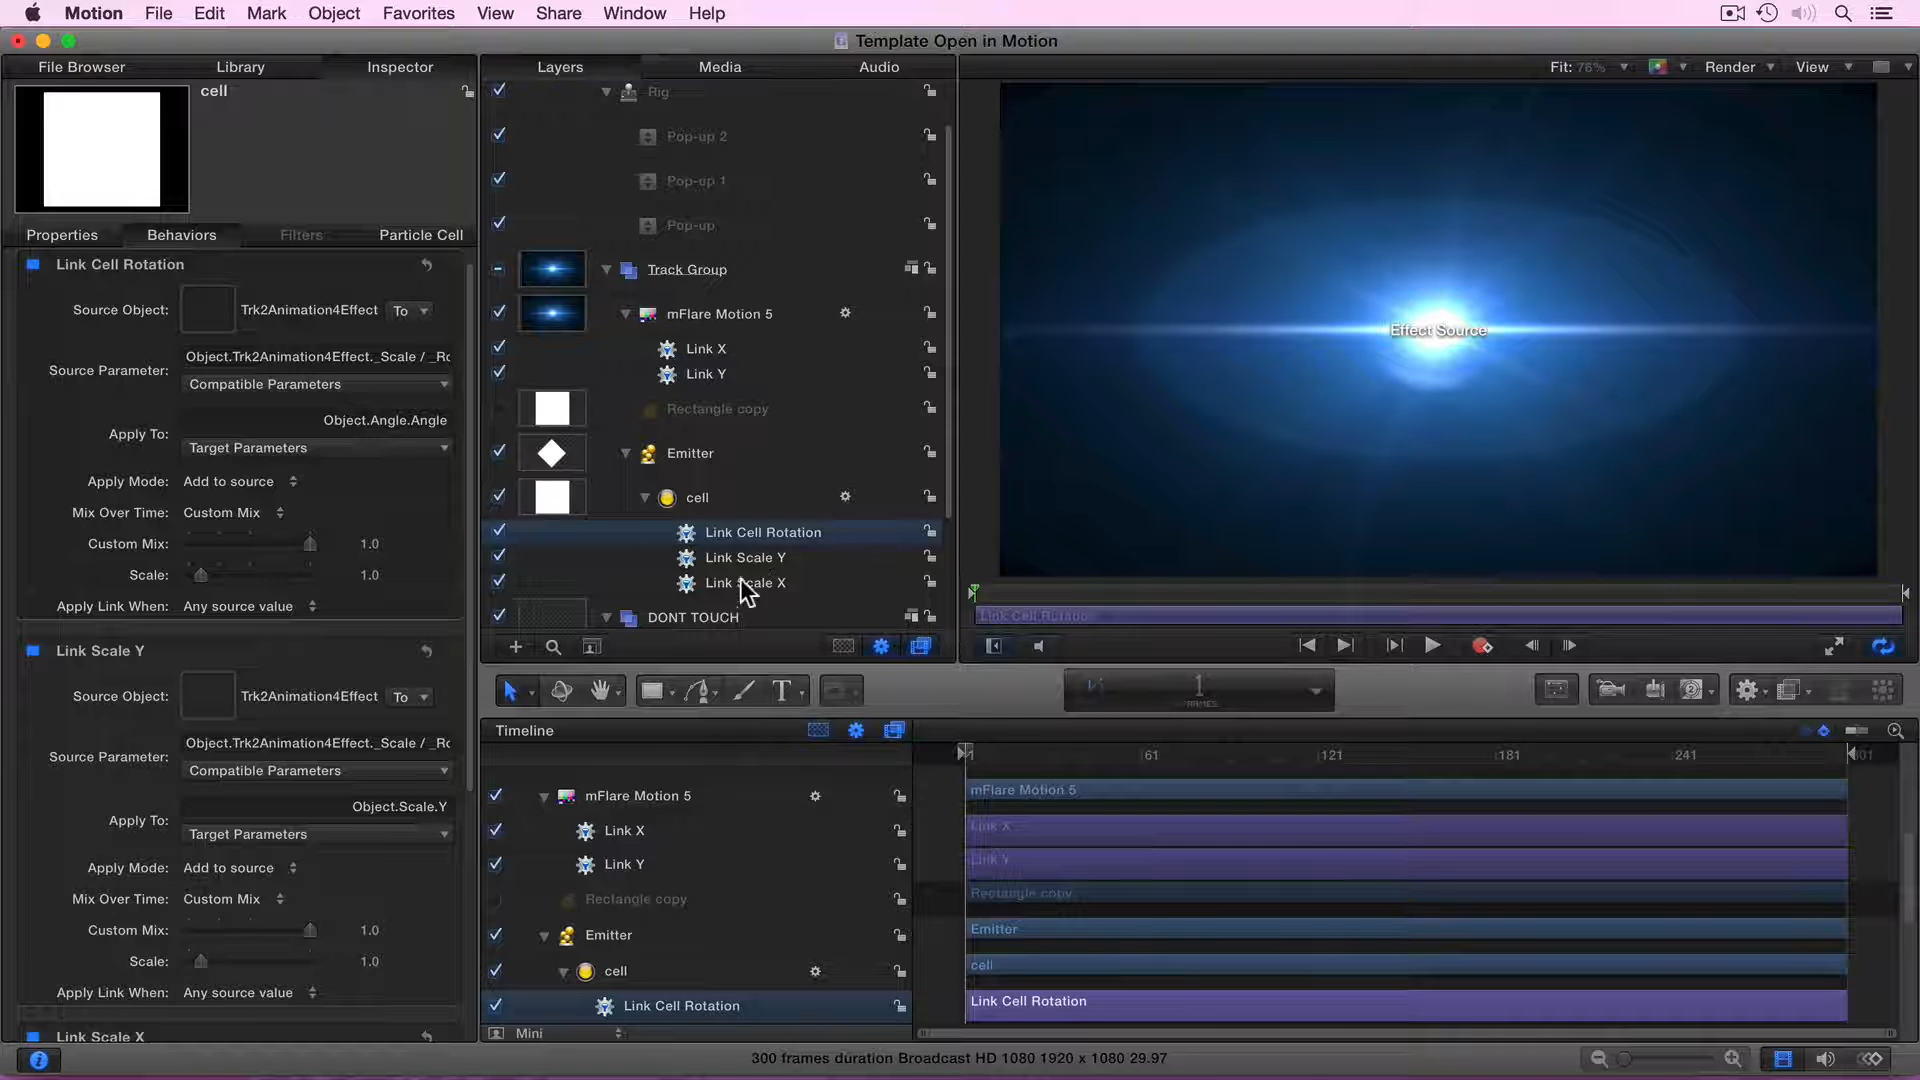 Motion File Edit Mark Object Favorites View Share Window Help
Template Open in Motion
File Browser Library Inspector
cell
Properties Behaviors Filters Particle Cell
Link Cell Rotation
Source Object: Trk2Animation4Effect To
Object.Trk2Animation4Effect._Scale / _Rc
Source Parameter:
Compatible Parameters
Object.Angle.Angle
Apply To:
Target Parameters
Apply Mode: Add to source
Mix Over Time: Custom Mix
Custom Mix: 1.0
Scale: 1.0
Apply Link When: Any source value
Link Scale Y
Source Object: Trk2Animation4Effect To
Object.Trk2Animation4Effect._Scale / _Rc
Source Parameter:
Compatible Parameters
Object.Scale.Y
Apply To:
Target Parameters
Apply Mode: Add to source
Mix Over Time: Custom Mix
Custom Mix: 1.0
Scale: 1.0
Apply Link When: Any source value
Link Scale X
Layers Media Audio
Rig
Pop-up 2
Pop-up 1
Pop-up
Track Group
mFlare Motion 5
Link X
Link Y
Rectangle copy
Emitter
cell
Link Cell Rotation
Link Scale Y
Link Scale X
DONT TOUCH
Fit: 76% Render View
Effect Source
Link Cell Rotation
T
1
FRAMES
Timeline
1 61 121 181 241 301
mFlare Motion 5
Link X
Link Y
Rectangle copy
Emitter
cell
Link Cell Rotation
Mini
mFlare Motion 5
Link X
Link Y
Rectangle copy
Emitter
cell
Link Cell Rotation
300 frames duration Broadcast HD 1080 1920 x 1080 29.97